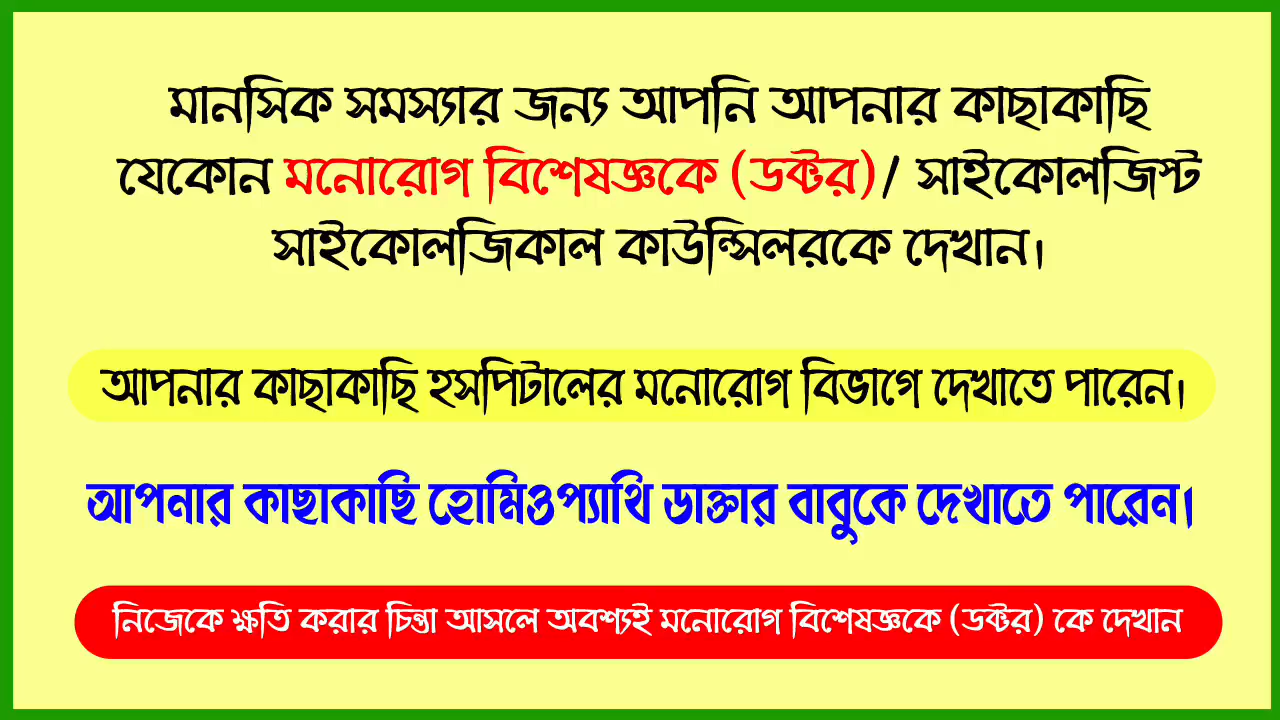 মানসিক সমস্যার জন্য আপনি আপনার কাছাকাছি
যেকোন মনোরোগ বিশেষজ্ঞকে (ডক্টর)/ সাইকোলজিস্ট
সাইকোলজিকাল কাউন্সিলরকে দেখান।
আপনার কাছাকাছি হসপিটালের মনোরোগ বিভাগে দেখাতে পারেন।
আপনার কাছাকাছি হোমিওপ্যাথি ডাক্তার বাবুকে দেখাতে পারেন।
নিজেকে ক্ষতি করার চিন্তা আসলে অবশ্যই মনোরোগ বিশেষজ্ঞকে (ডক্টর) কে দেখান